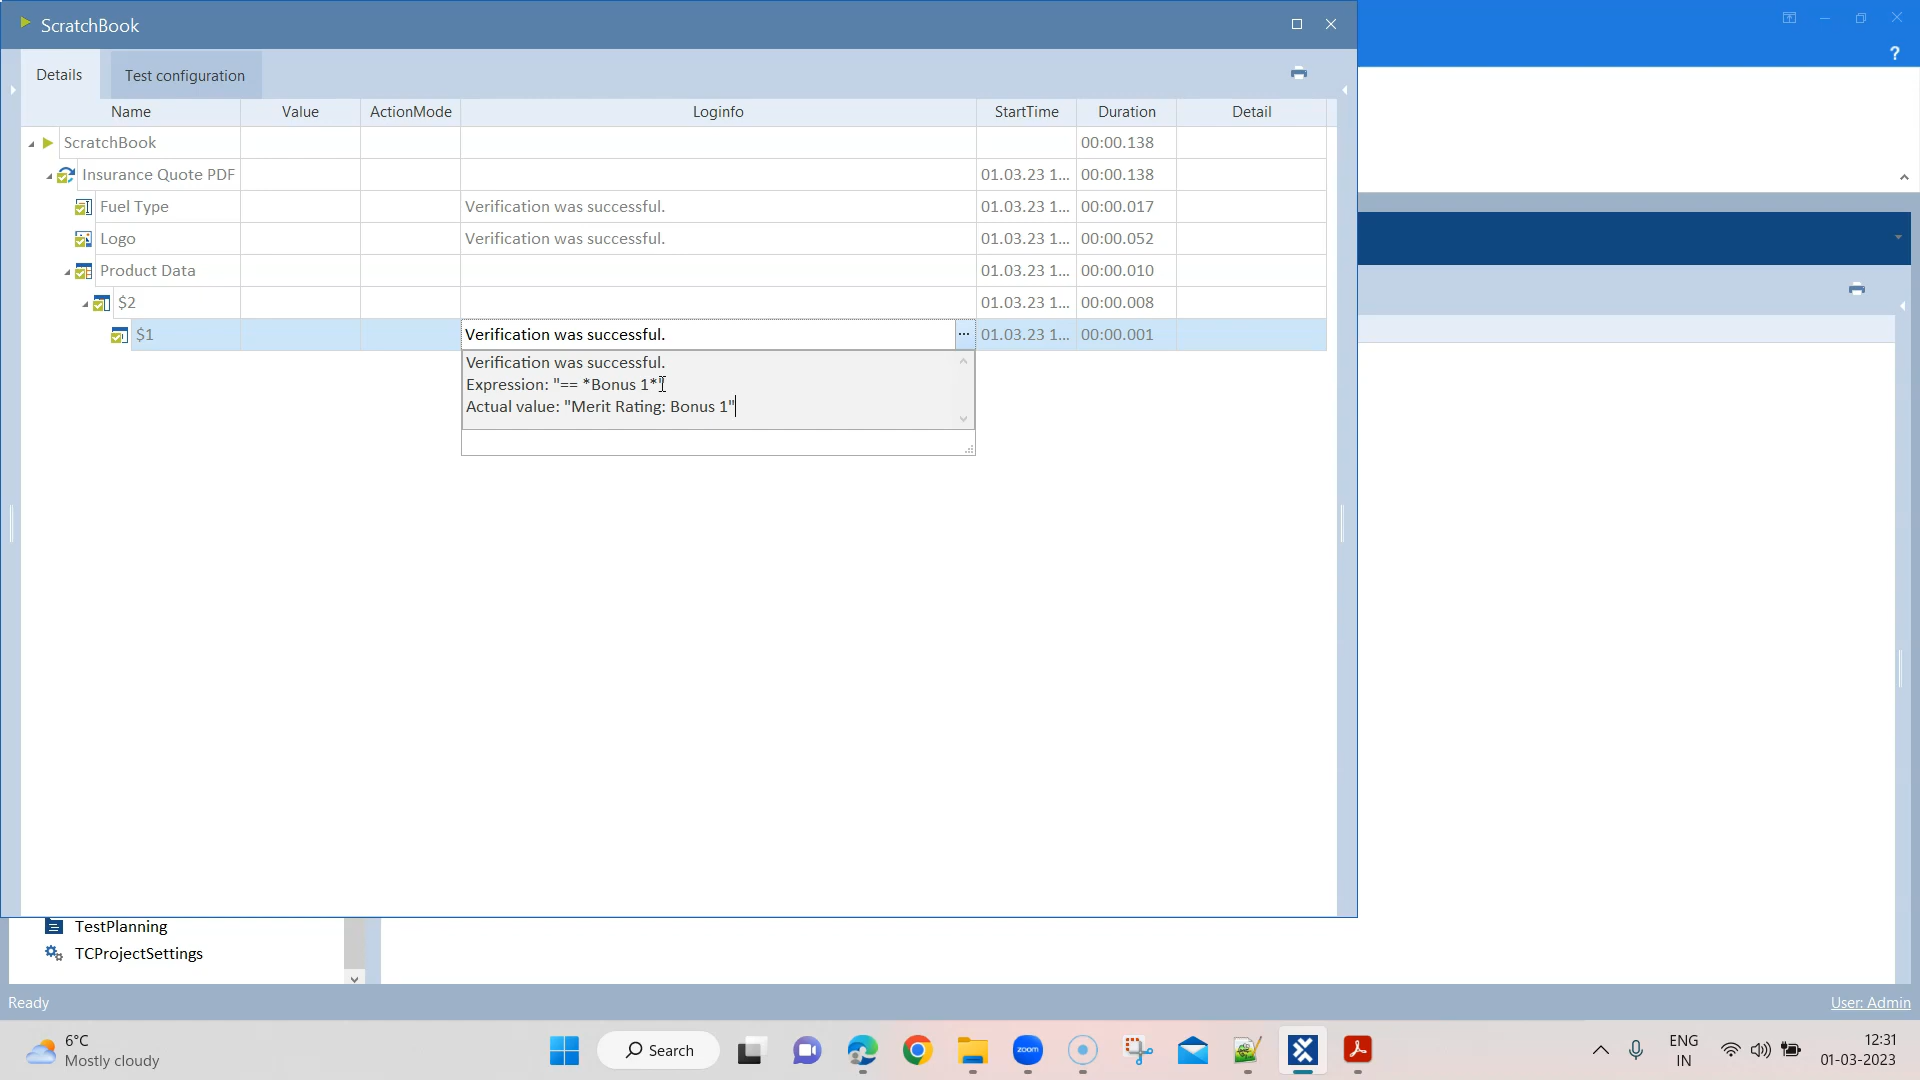 ScratchBook
?
Details
Test configuration
Name Value ActionMode Loginfo StartTime Duration Detail
ScratchBook 00:00.138
Insurance Quote PDF 01.03.23 1... 00:00.138
Fuel Type Verification was successful. 01.03.23 1... 00:00.017
Logo Verification was successful. 01.03.23 1... 00:00.052
Product Data 01.03.23 1... 00:00.010
$2 01.03.23 1... 00:00.008
$1 Verification was successful. ... 01.03.23 1... 00:00.001
Verification was successful.
Expression: "== *Bonus 1*"
Actual value: "Merit Rating: Bonus 1"
TestPlanning
TCProjectSettings
Ready
User: Admin
6°C
Mostly cloudy
Search
zoom
ENG
IN
12:31
01-03-2023